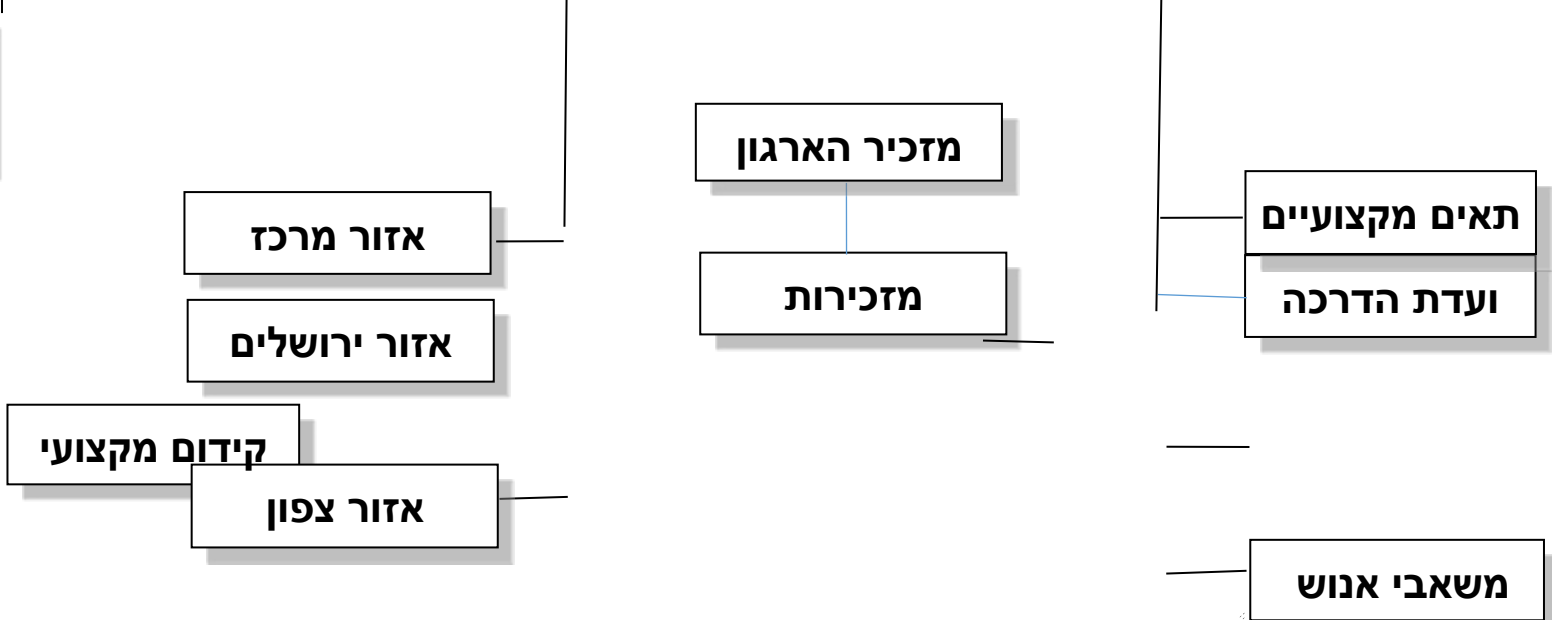 מזכיר הארגון
מזכירות
תאים מקצועיים
ועדת הדרכה
משאבי אנוש
אזור מרכז
אזור ירושלים
קידום מקצועי
אזור צפון